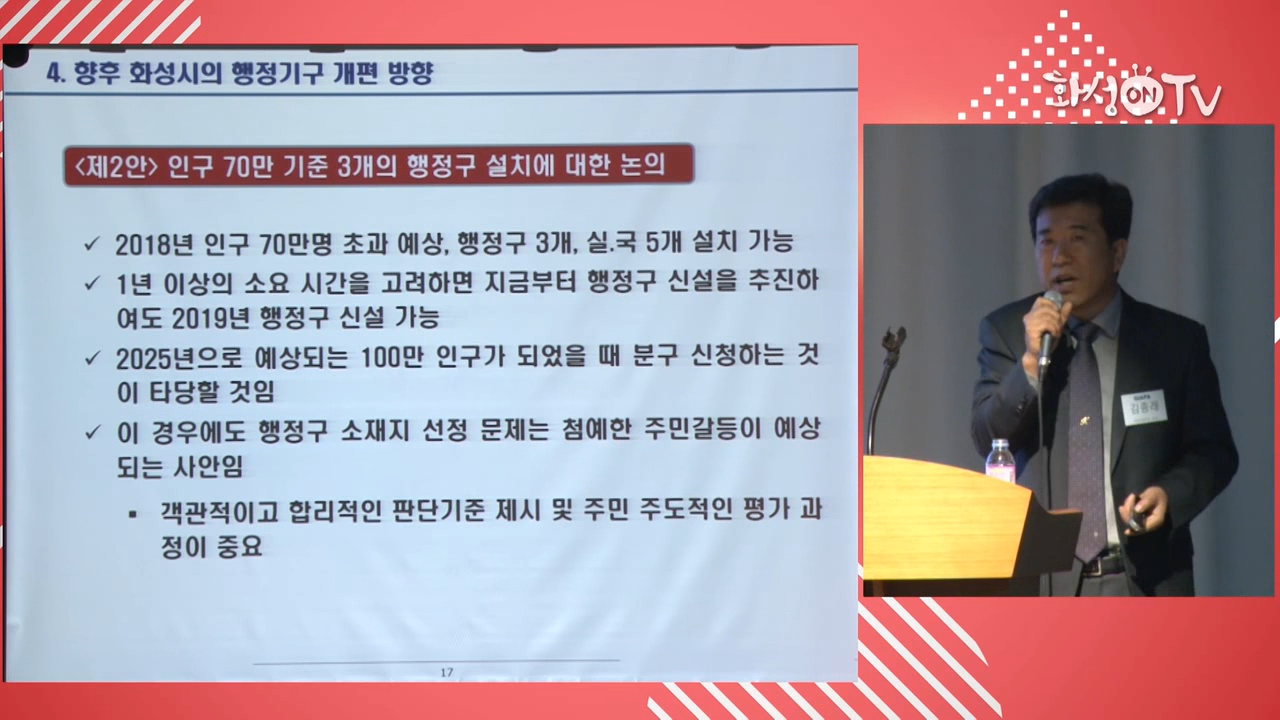 4. 향후 화성시의 행정기구 개편 방향
화성ONTV
<제2안> 인구 70만 기준 3개의 행정구 설치에 대한 논의
✓ 2018년 인구 70만명 초과 예상, 행정구 3개, 실.국 5개 설치 가능
✓ 1년 이상의 소요 시간을 고려하면 지금부터 행정구 신설을 추진하
여도 2019년 행정구 신설 가능
✓ 2025년으로 예상되는 100만 인구가 되었을 때 분구 신청하는 것
이 타당할 것임
✓ 이 경우에도 행정구 소재지 선정 문제는 첨예한 주민갈등이 예상
되는 사안임
▪ 객관적이고 합리적인 판단기준 제시 및 주민 주도적인 평가 과
정이 중요
17
김종래